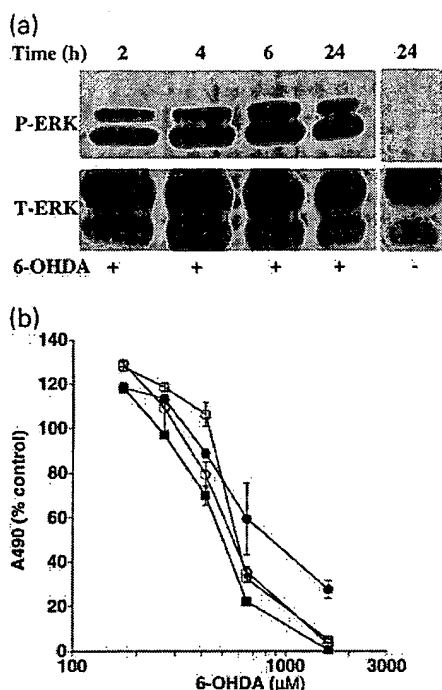 (a)
Time (h) 2 4 6 24 24
P-ERK
T-ERK
6-OHDA + + + + -
(b)
140
120
100
80
60
40
20
0
A490 (% control)
100 1000 3000
6-OHDA (µM)